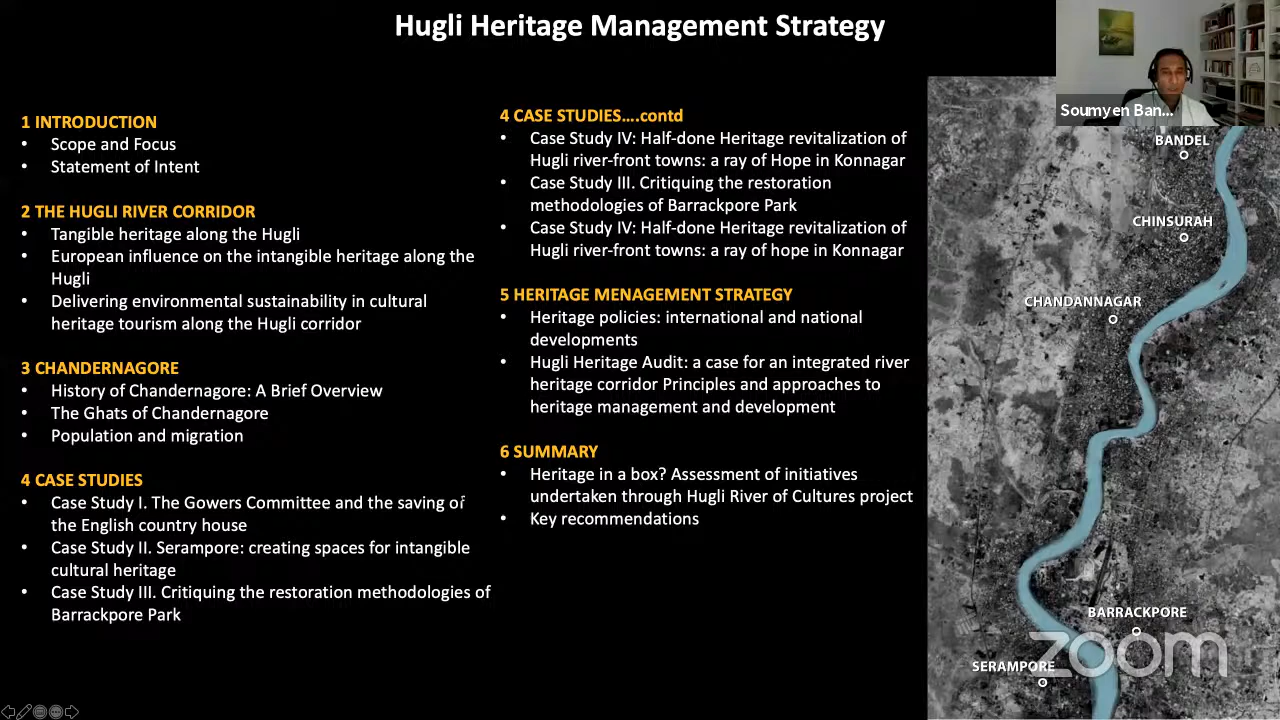 Hugli Heritage Management Strategy
1 INTRODUCTION
• Scope and Focus
• Statement of Intent
2 THE HUGLI RIVER CORRIDOR
• Tangible heritage along the Hugli
• European influence on the intangible heritage along the
Hugli
• Delivering environmental sustainability in cultural
heritage tourism along the Hugli corridor
3 CHANDERNAGORE
• History of Chandernagore: A Brief Overview
• The Ghats of Chandernagore
• Population and migration
4 CASE STUDIES
• Case Study I. The Gowers Committee and the saving of
the English country house
• Case Study II. Serampore: creating spaces for intangible
cultural heritage
• Case Study III. Critiquing the restoration methodologies of
Barrackpore Park
4 CASE STUDIES....contd
• Case Study IV: Half-done Heritage revitalization of
Hugli river-front towns: a ray of Hope in Konnagar
• Case Study III. Critiquing the restoration
methodologies of Barrackpore Park
• Case Study IV: Half-done Heritage revitalization of
Hugli river-front towns: a ray of hope in Konnagar
5 HERITAGE MENAGEMENT STRATEGY
• Heritage policies: international and national
developments
• Hugli Heritage Audit: a case for an integrated river
heritage corridor Principles and approaches to
heritage management and development
6 SUMMARY
• Heritage in a box? Assessment of initiatives
undertaken through Hugli River of Cultures project
• Key recommendations
Soumyen Ban...
BANDEL
CHINSURAH
CHANDANNAGAR
BARRACKPORE
SERAMPORE
zoom